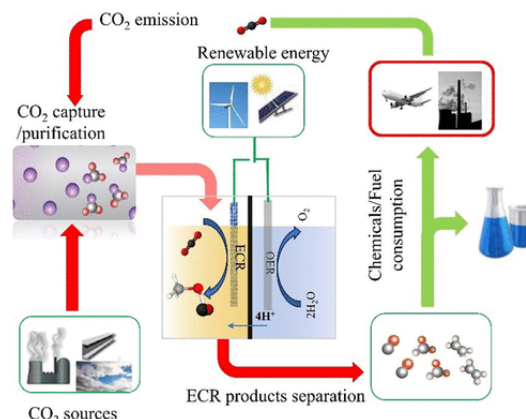 CO₂ emission
Renewable energy
CO₂ capture
/purification
ECR
OER
O₂
2H₂O
4H⁺
Chemicals/Fuel
consumption
ECR products separation
CO₂ sources